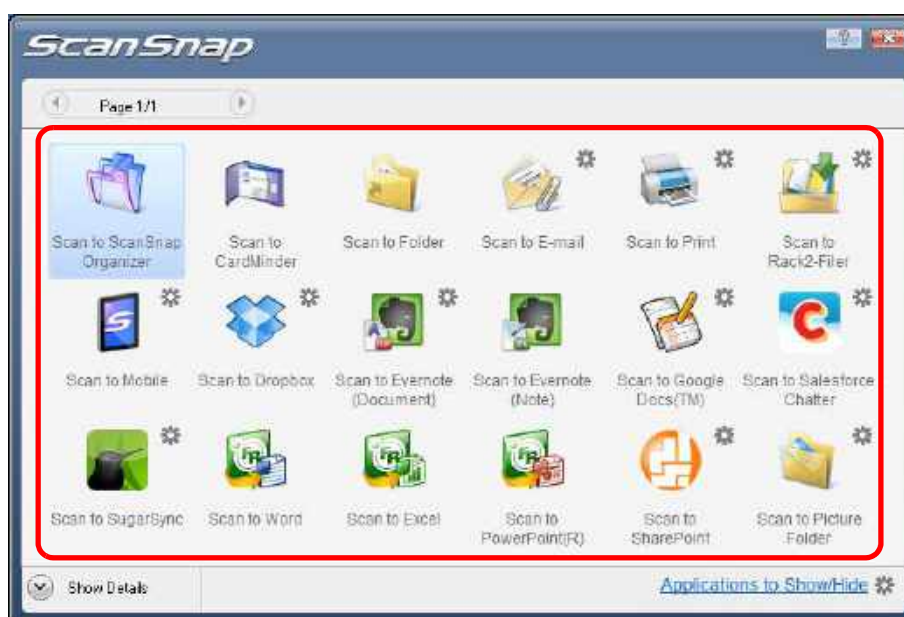 ScanSnap
Page 1/1
Scan to ScanSnap Organizer
Scan to CardMinder
Scan to Folder
Scan to E-mail
Scan to Print
Scan to Rack2-Filer
Scan to Mobile
Scan to Dropbox
Scan to Evernote (Document)
Scan to Evernote (Note)
Scan to Google Docs(TM)
Scan to Salesforce Chatter
Scan to SugarSync
Scan to Word
Scan to Excel
Scan to PowerPoint(R)
Scan to SharePoint
Scan to Picture Folder
Show Details
Applications to Show/Hide